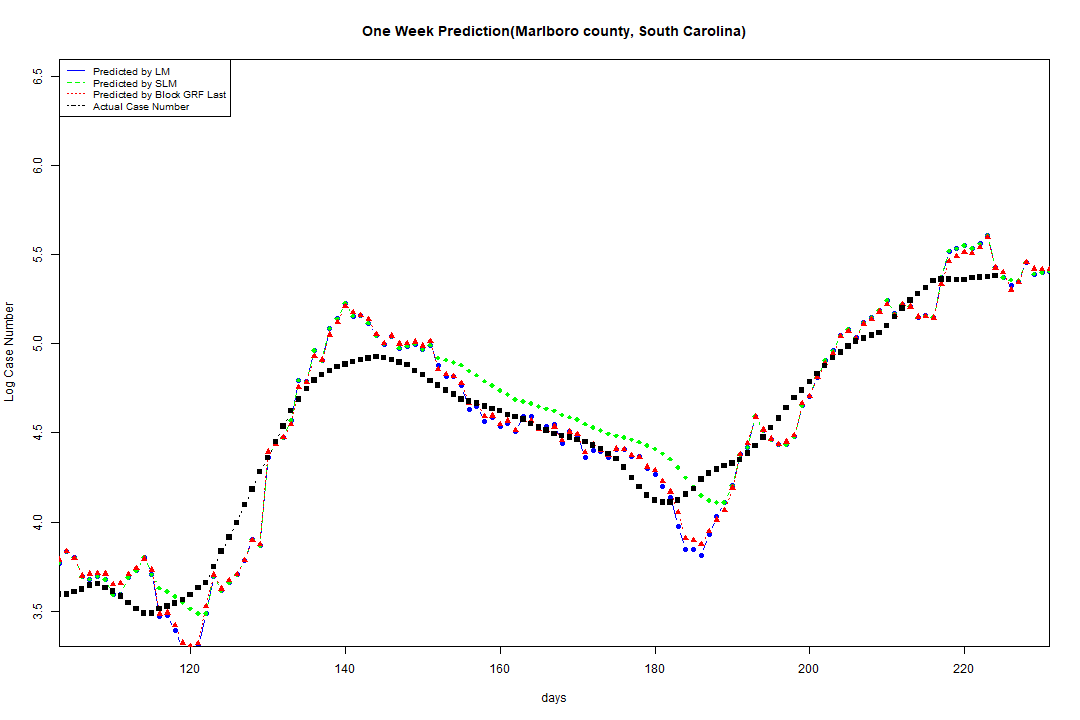 One Week Prediction(Marlboro county, South Carolina)
Predicted by LM
Predicted by SLM
Predicted by Block GRF Last
Actual Case Number
6.5
6.0
5.5
5.0
4.5
4.0
3.5
Log Case Number
120 140 160 180 200 220
days